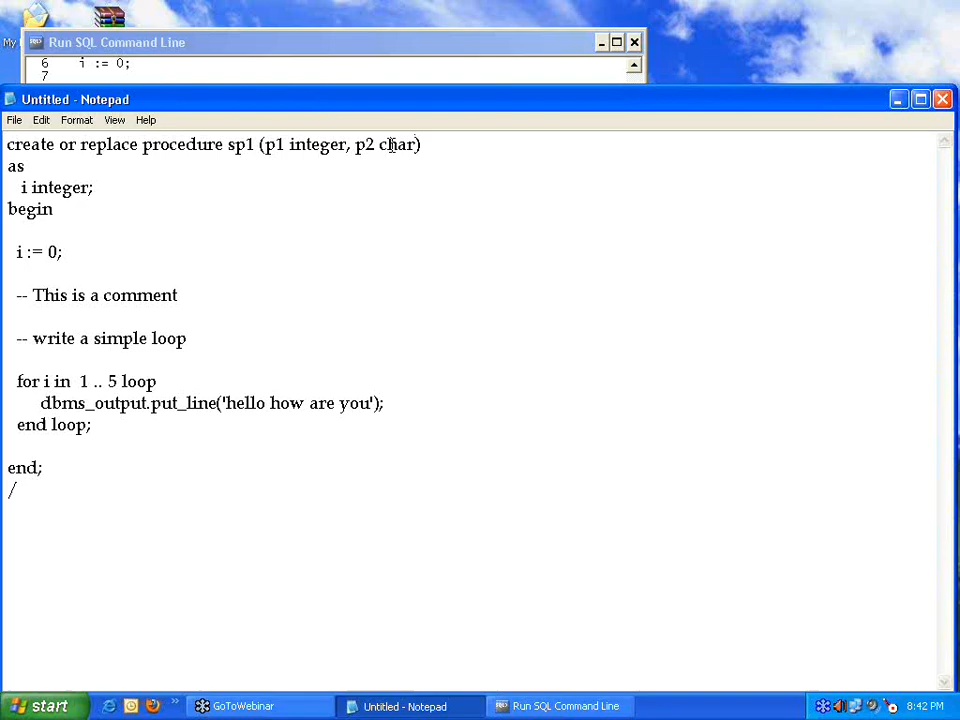 My
Run SQL Command Line
6 i := 0;
7
Untitled - Notepad
File Edit Format View Help
create or replace procedure sp1 (p1 integer, p2 char)
as
i integer;
begin
i := 0;
-- This is a comment
-- write a simple loop
for i in 1 .. 5 loop
dbms_output.put_line('hello how are you');
end loop;
end;
/
start GoToWebinar Untitled - Notepad Run SQL Command Line 8:42 PM